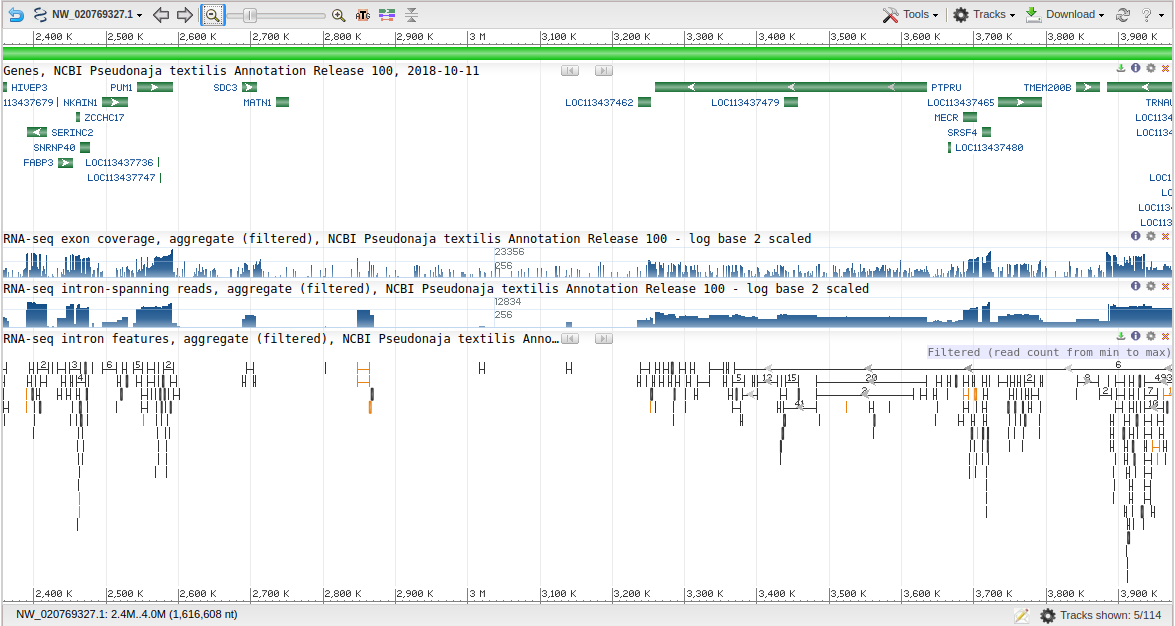 NW_020769327.1 Tools Tracks Download ?
2,400 K 2,500 K 2,600 K 2,700 K 2,800 K 2,900 K 3 M 3,100 K 3,200 K 3,300 K 3,400 K 3,500 K 3,600 K 3,700 K 3,800 K 3,900 K
Genes, NCBI Pseudonaja textilis Annotation Release 100, 2018-10-11
HIVEP3 PUM1 SDC3 PTPRU TMEM200B
113437679 NKAIN1 MATN1 LOC113437462 LOC113437479 LOC113437465 TRNAU
ZCCHC17 MECR LOC1134
SERINC2 SRSF4 LOC1134
SNRNP40 LOC113437480
FABP3 LOC113437736
LOC113437747 LOC1
LOC113
LOC113
RNA-seq exon coverage, aggregate (filtered), NCBI Pseudonaja textilis Annotation Release 100 - log base 2 scaled
23356
256
RNA-seq intron-spanning reads, aggregate (filtered), NCBI Pseudonaja textilis Annotation Release 100 - log base 2 scaled
12834
256
RNA-seq intron features, aggregate (filtered), NCBI Pseudonaja textilis Anno…
Filtered (read count from min to max)
2 3 6 5 2 6
4 5 12 15 20 2 8 493
2 2 7
41
2,400 K 2,500 K 2,600 K 2,700 K 2,800 K 2,900 K 3 M 3,100 K 3,200 K 3,300 K 3,400 K 3,500 K 3,600 K 3,700 K 3,800 K 3,900 K
NW_020769327.1: 2.4M..4.0M (1,616,608 nt) Tracks shown: 5/114